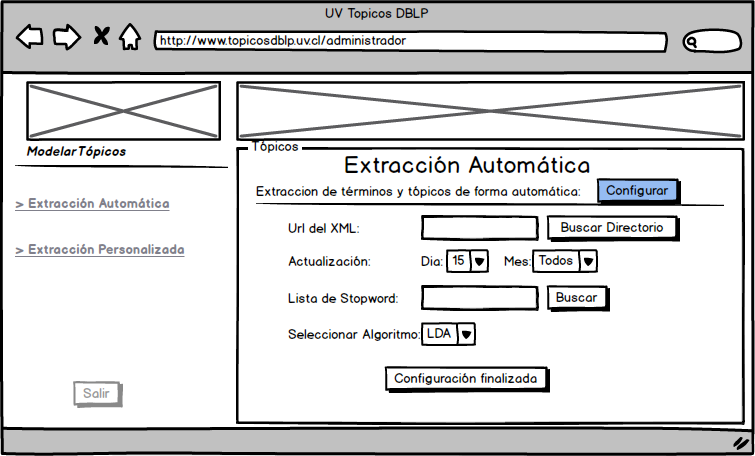 UV Topicos DBLP
http://www.topicosdblp.uv.cl/administrador
ModelarTópicos
> Extracción Automática
> Extracción Personalizada
Salir
Tópicos
Extracción Automática
Extraccion de términos y tópicos de forma automática: Configurar
Url del XML: Buscar Directorio
Actualización: Dia: 15 Mes: Todos
Lista de Stopword: Buscar
Seleccionar Algoritmo: LDA
Configuración finalizada